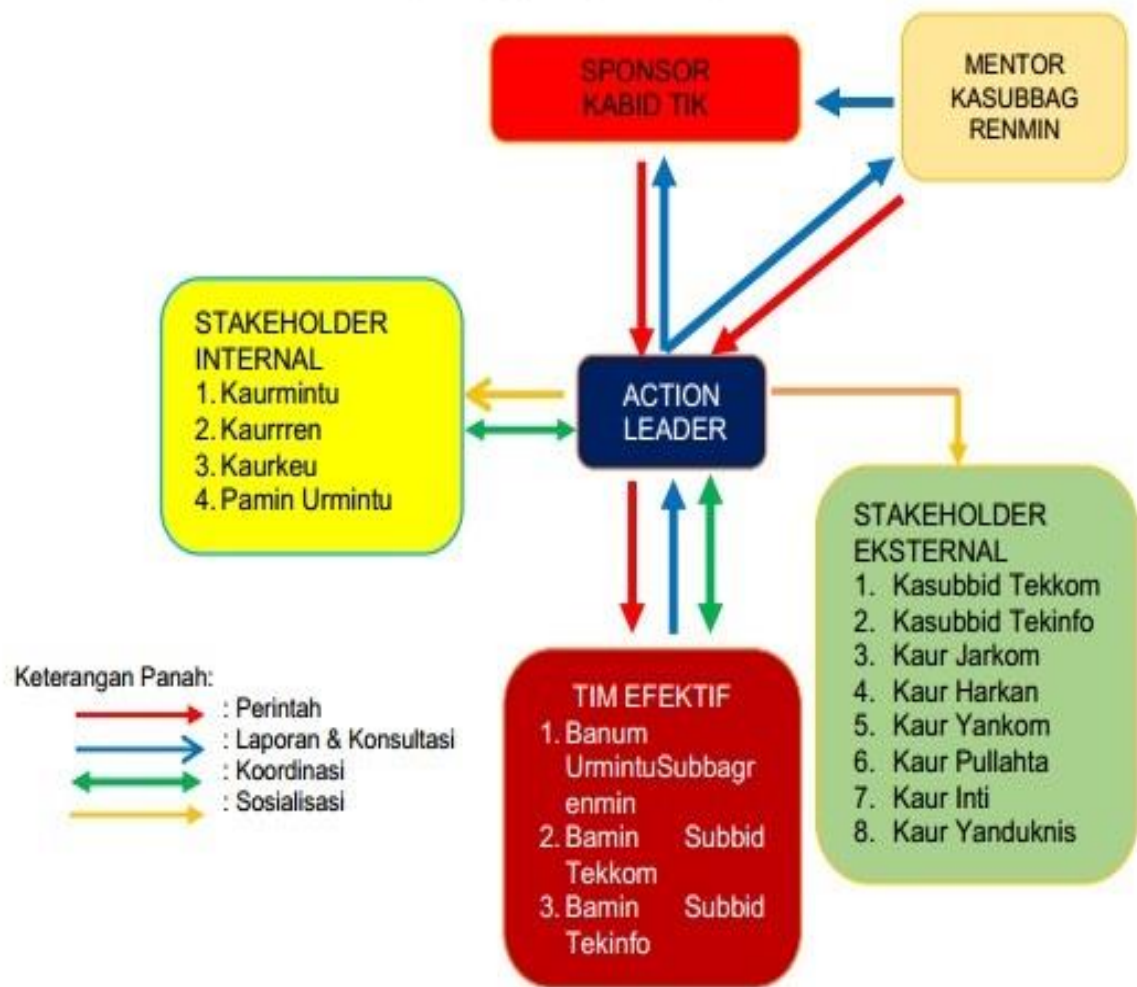 SPONSOR
KABID TIK
MENTOR
KASUBBAG
RENMIN
STAKEHOLDER
INTERNAL
1. Kaurmintu
2. Kaurrren
3. Kaurkeu
4. Pamin Urmintu
ACTION
LEADER
STAKEHOLDER
EKSTERNAL
1. Kasubbid Tekkom
2. Kasubbid Tekinfo
3. Kaur Jarkom
4. Kaur Harkan
5. Kaur Yankom
6. Kaur Pullahta
7. Kaur Inti
8. Kaur Yanduknis
TIM EFEKTIF
1. Banum
UrmintuSubbagr
enmin
2. Bamin Subbid
Tekkom
3. Bamin Subbid
Tekinfo
Keterangan Panah:
: Perintah
: Laporan & Konsultasi
: Koordinasi
: Sosialisasi